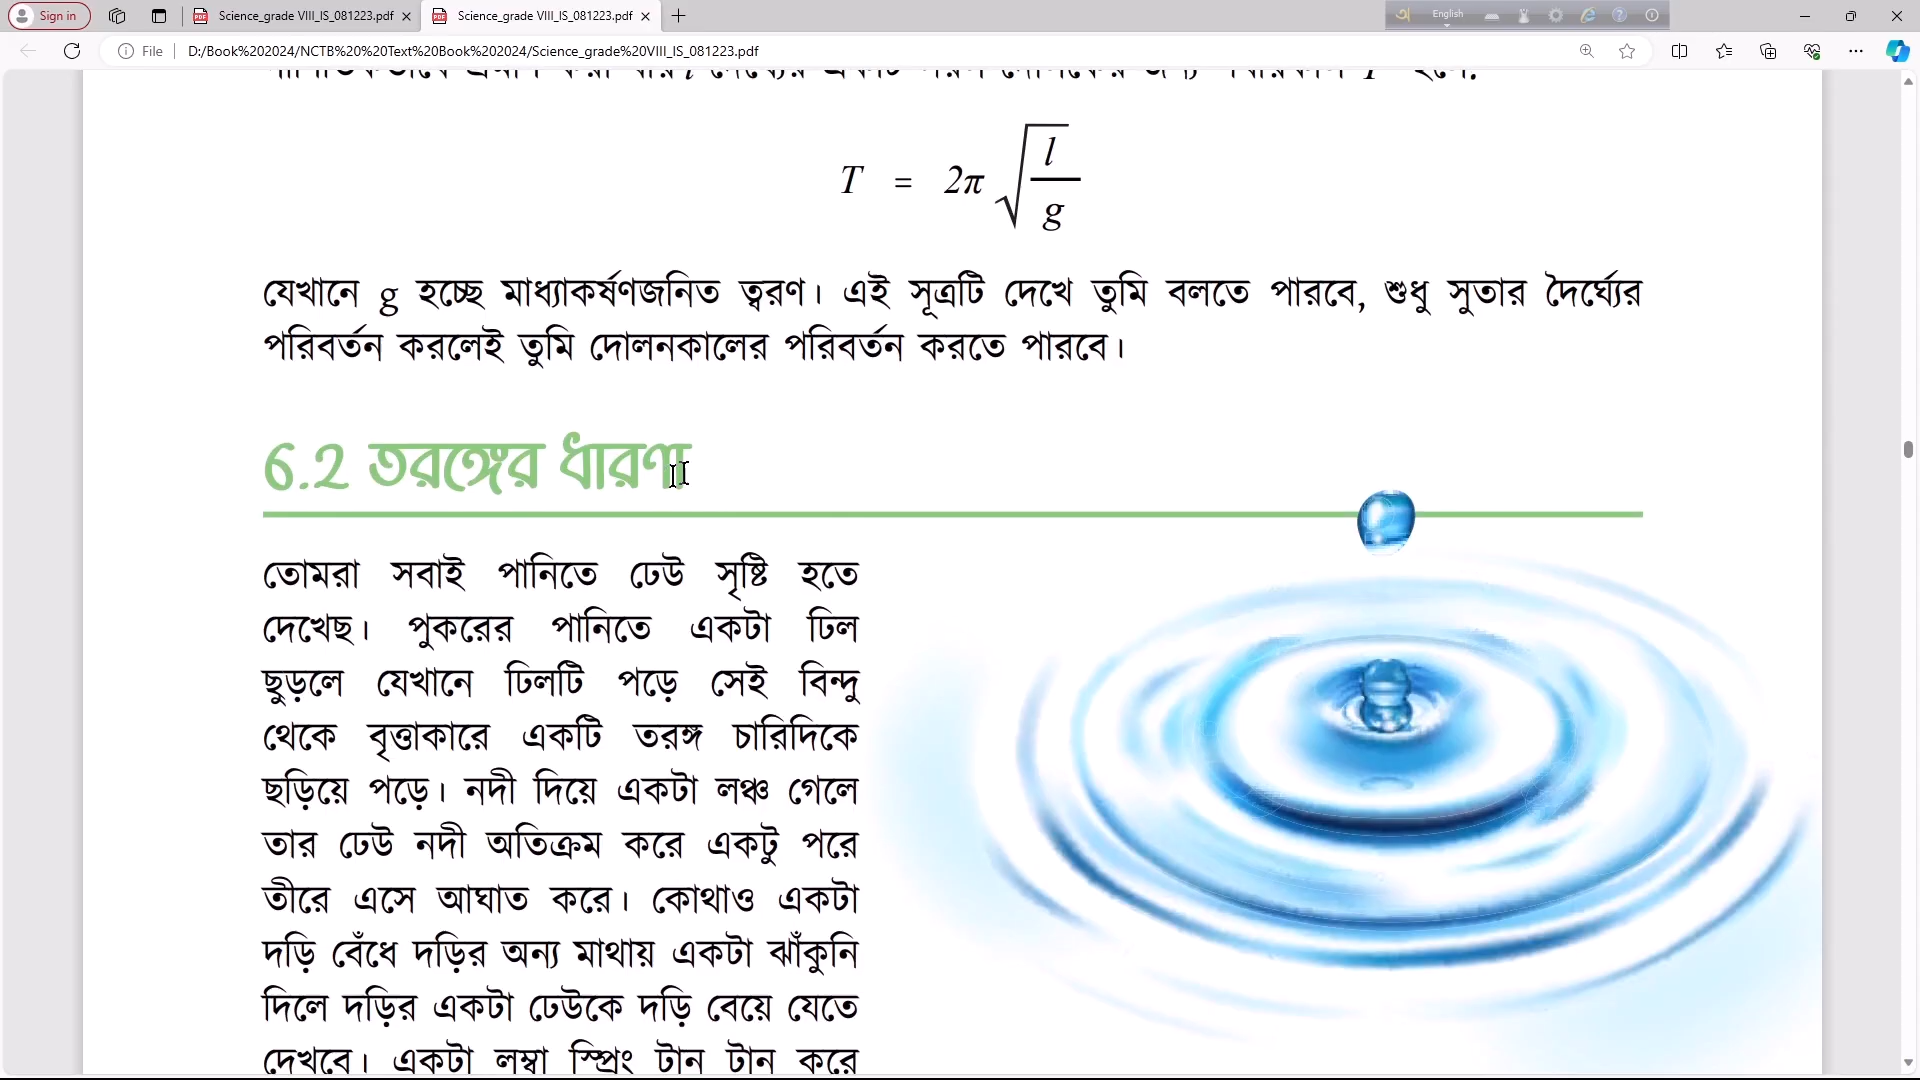 Sign in
Science_grade VIII_IS_081223.pdf
Science_grade VIII_IS_081223.pdf
English
File
D:/Book%202024/NCTB%20%20Text%20Book%202024/Science_grade%20VIII_IS_081223.pdf
T = 2π √(l/g)
যেখানে g হচ্ছে মাধ্যাকর্ষণজনিত ত্বরণ। এই সূত্রটি দেখে তুমি বলতে পারবে, শুধু সুতার দৈর্ঘ্যের
পরিবর্তন করলেই তুমি দোলনকালের পরিবর্তন করতে পারবে।
6.2 তরঙ্গের ধারণা
তোমরা সবাই পানিতে ঢেউ সৃষ্টি হতে
দেখেছ। পুকরের পানিতে একটা ঢিল
ছুড়লে যেখানে ঢিলটি পড়ে সেই বিন্দু
থেকে বৃত্তাকারে একটি তরঙ্গ চারিদিকে
ছড়িয়ে পড়ে। নদী দিয়ে একটা লঞ্চ গেলে
তার ঢেউ নদী অতিক্রম করে একটু পরে
তীরে এসে আঘাত করে। কোথাও একটা
দড়ি বেঁধে দড়ির অন্য মাথায় একটা ঝাঁকুনি
দিলে দড়ির একটা ঢেউকে দড়ি বেয়ে যেতে
দেখবে। একটা লম্বা স্প্রিং টান টান করে